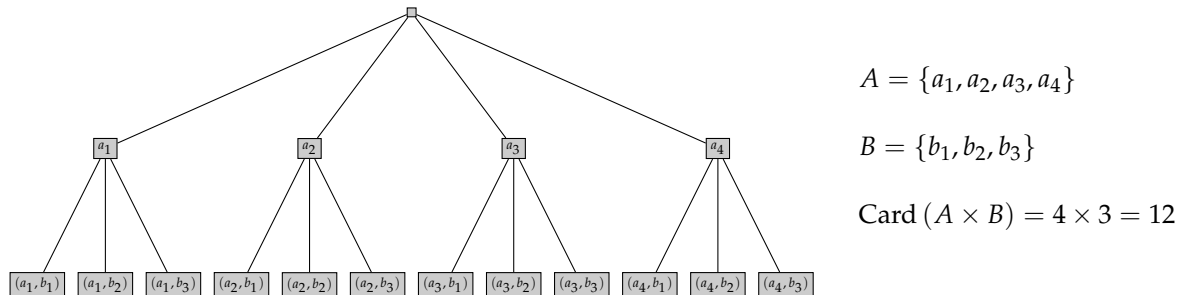 a₁ a₂ a₃ a₄
(a₁, b₁) (a₁, b₂) (a₁, b₃) (a₂, b₁) (a₂, b₂) (a₂, b₃) (a₃, b₁) (a₃, b₂) (a₃, b₃) (a₄, b₁) (a₄, b₂) (a₄, b₃)
A = {a₁, a₂, a₃, a₄}
B = {b₁, b₂, b₃}
Card (A × B) = 4 × 3 = 12